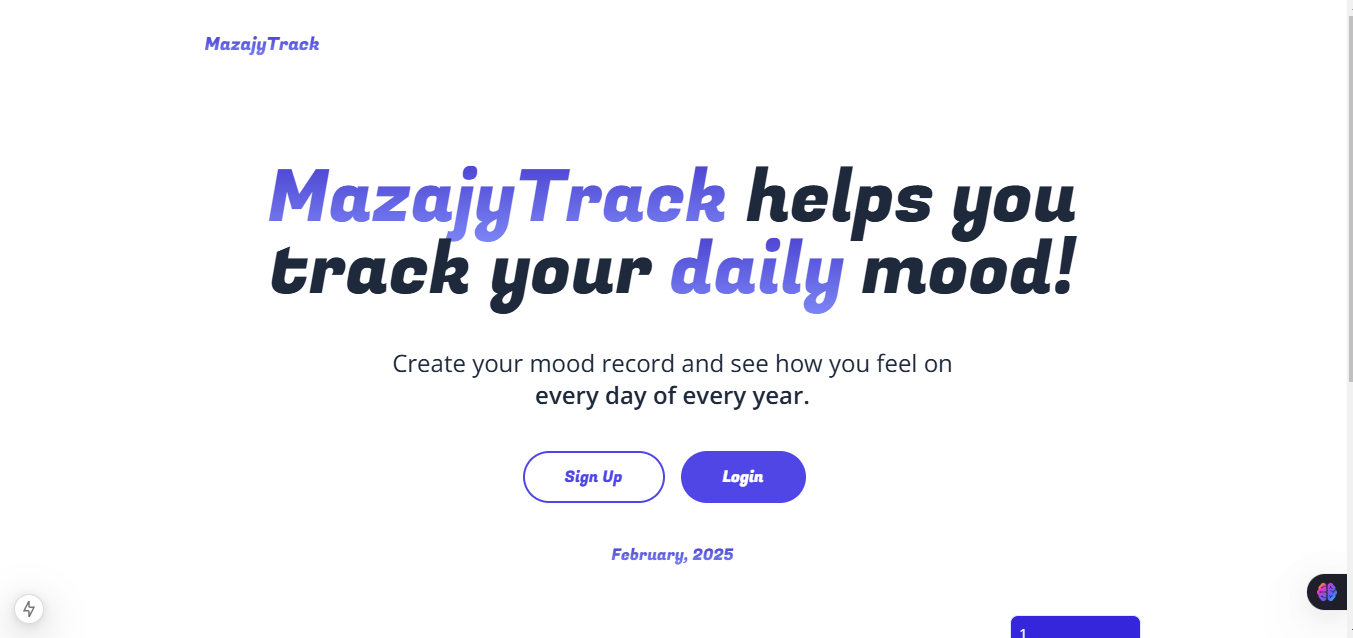 MazajyTrack
MazajyTrack helps you
track your daily mood!
Create your mood record and see how you feel on
every day of every year.
Sign Up
Login
February, 2025
1